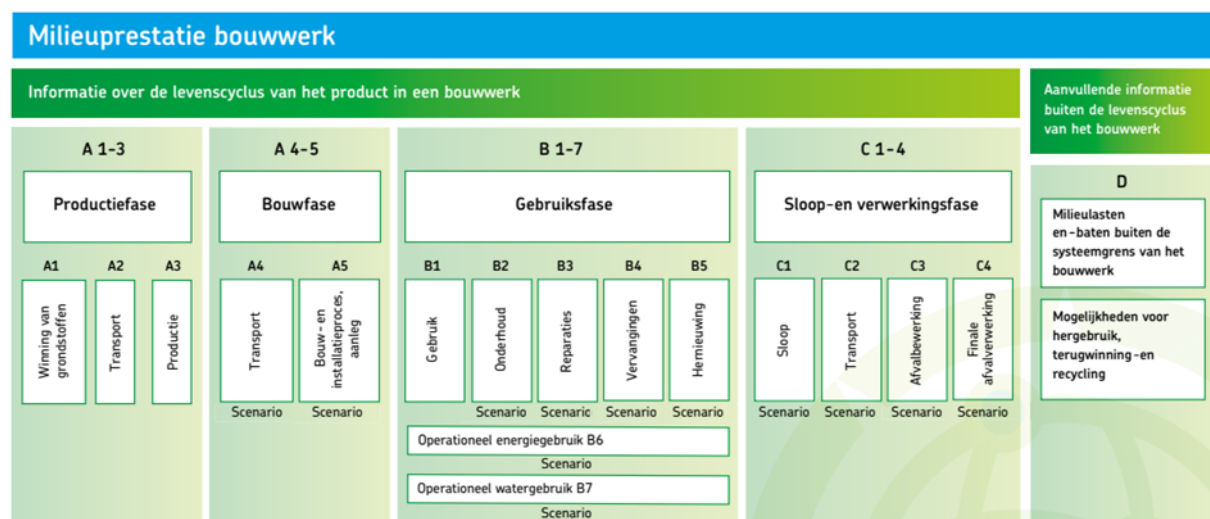 Milieuprestatie bouwwerk
Informatie over de levenscyclus van het product in een bouwwerk
Aanvullende informatie
buiten de levenscyclus
van het bouwwerk
A 1-3
Productiefase
A1
A2
A3
Winning van
grondstoffen
Transport
Productie
A 4-5
Bouwfase
A4
A5
Transport
Bouw- en
installatieproces,
aanleg
Scenario
Scenario
B 1-7
Gebruiksfase
B1
B2
B3
B4
B5
Gebruik
Onderhoud
Reparaties
Vervangingen
Hernieuwing
Scenario
Scenario
Scenario
Scenario
Operationeel energiegebruik B6
Scenario
Operationeel watergebruik B7
Scenario
C 1-4
Sloop-en verwerkingsfase
C1
C2
C3
C4
Sloop
Transport
Afvalbewerking
Finale
afvalverwerking
Scenario
Scenario
Scenario
Scenario
D
Milieulasten
en-baten buiten de
systeemgrens van het
bouwwerk
Mogelijkheden voor
hergebruik,
terugwinning-en
recycling